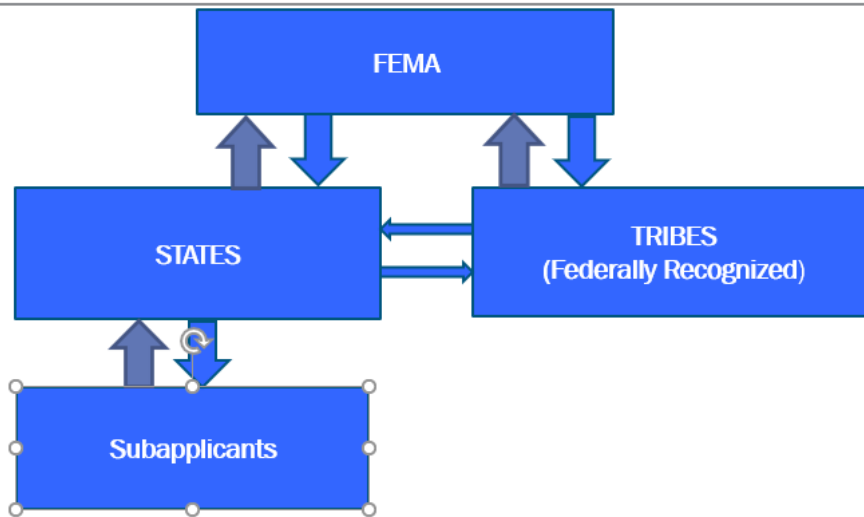 FEMA
STATES
TRIBES
(Federally Recognized)
Subapplicants